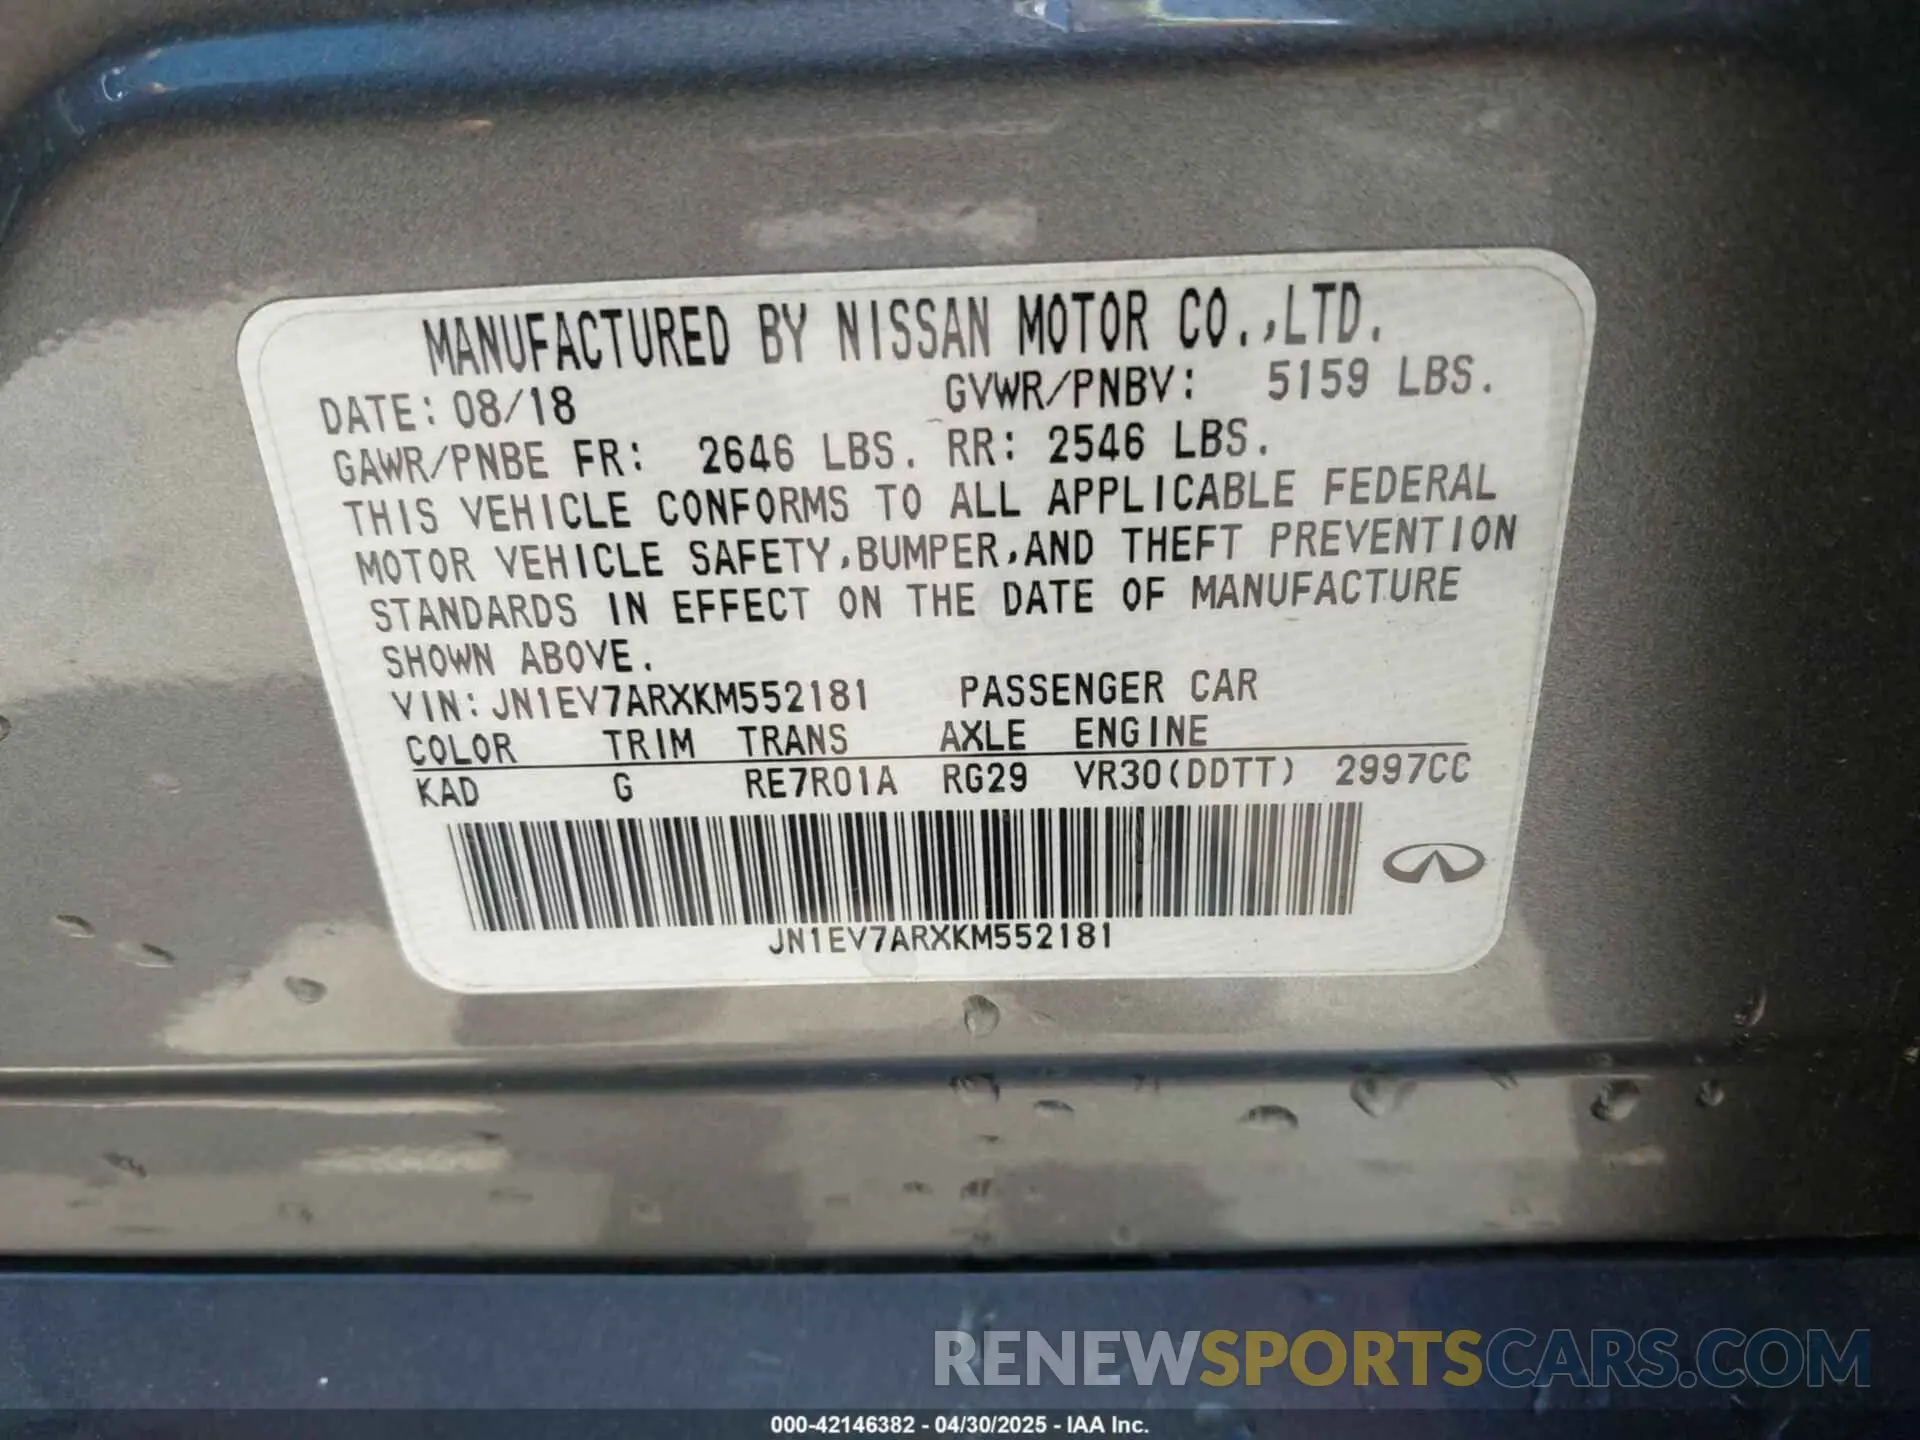 MANUFACTURED BY NISSAN MOTOR CO.,LTD.
DATE: 08/18 GVWR/PNBV: 5159 LBS.
GAWR/PNBE FR: 2646 LBS. RR: 2546 LBS.
THIS VEHICLE CONFORMS TO ALL APPLICABLE FEDERAL
MOTOR VEHICLE SAFETY,BUMPER,AND THEFT PREVENTION
STANDARDS IN EFFECT ON THE DATE OF MANUFACTURE
SHOWN ABOVE.
VIN: JN1EV7ARXKM552181 PASSENGER CAR
COLOR TRIM TRANS AXLE ENGINE
KAD G RE7R01A RG29 VR30(DDTT) 2997CC
JN1EV7ARXKM552181
RENEWSPORTSCARS.COM
000-42146382 - 04/30/2025 - IAA Inc.